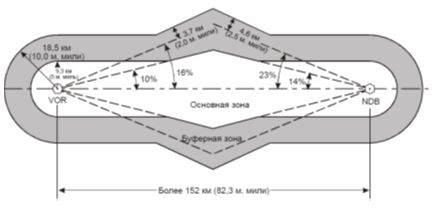 18,5 км
(10,0 м. мили)
9,3 км
(5 м. миль)
3,7 км
(2,0 м. мили)
4,6 км
(2,5 м. мили)
10%
16%
23%
14%
VOR
NDB
Основная зона
Буферная зона
Более 152 км (82,3 м. мили)